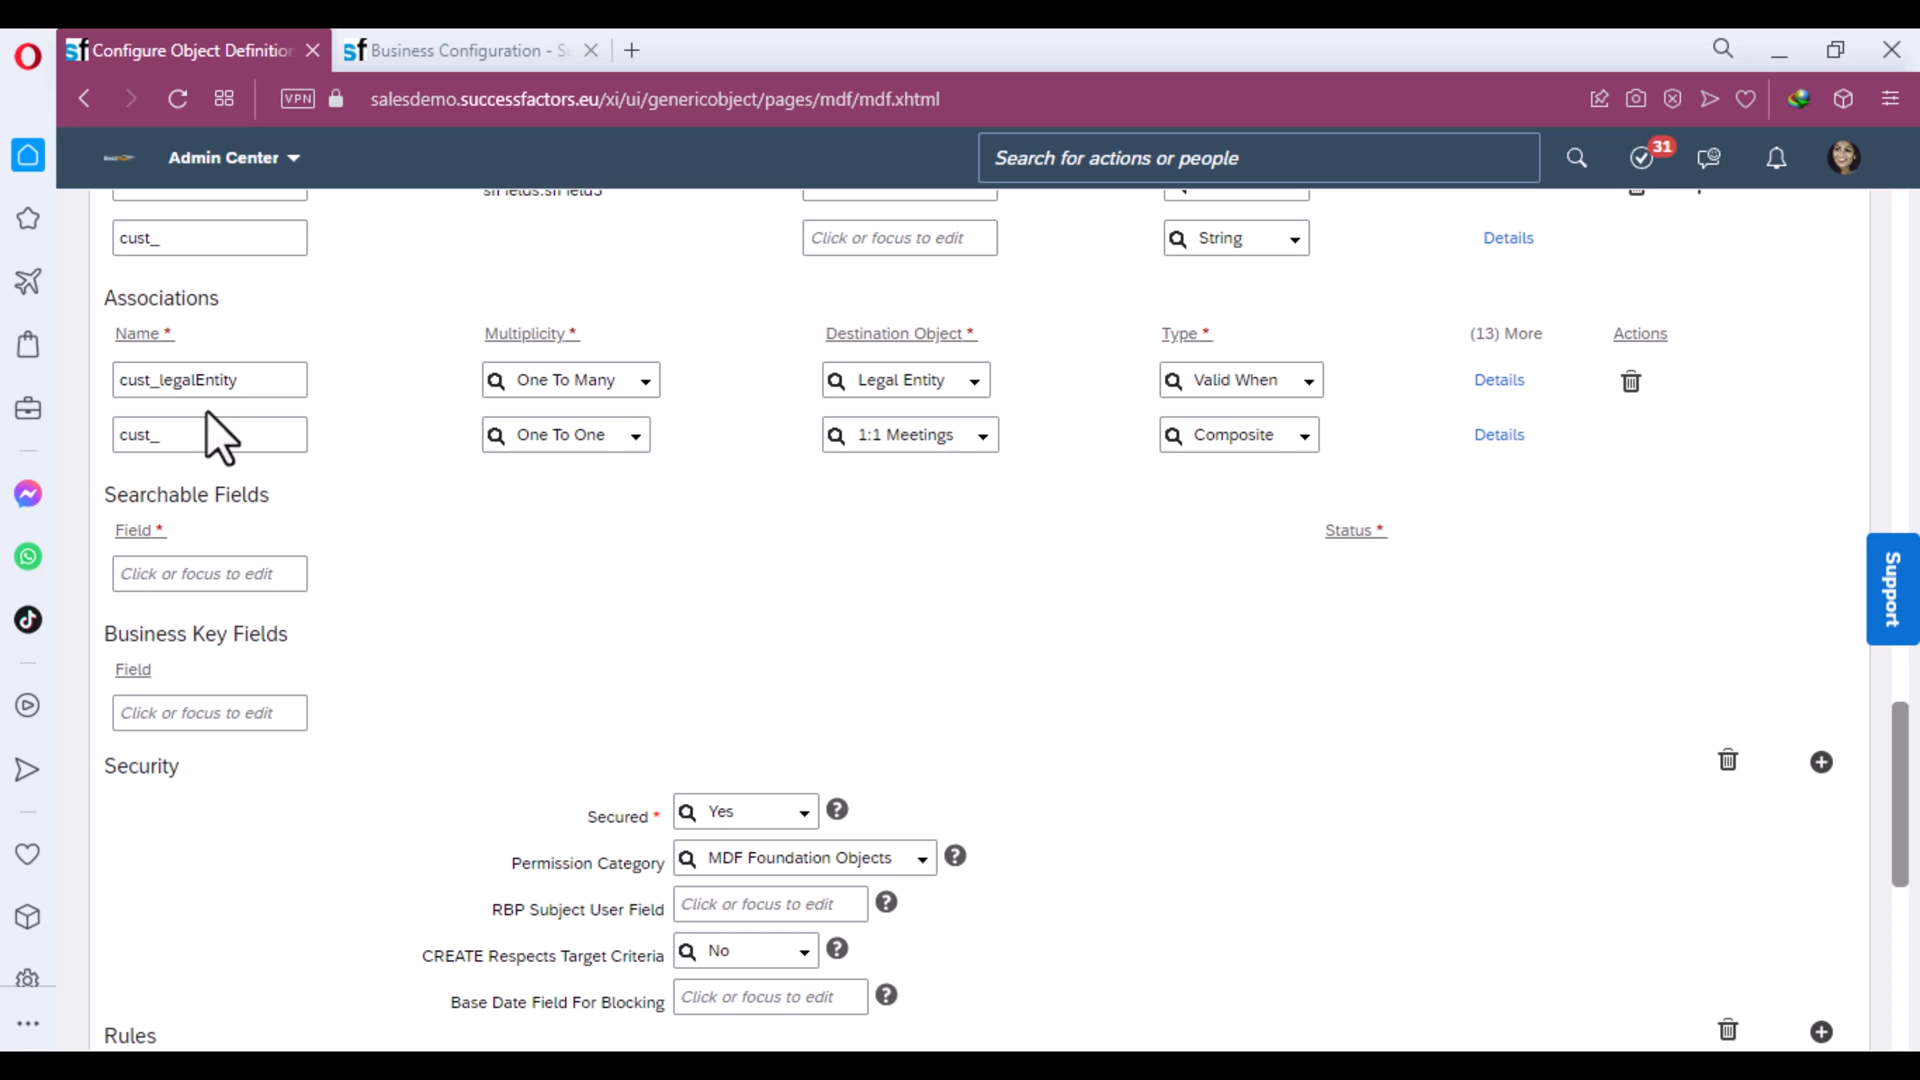 sf Configure Object Definition
sf Business Configuration - Su
VPN
salesdemo.successfactors.eu/xi/ui/genericobject/pages/mdf/mdf.xhtml
Admin Center
Search for actions or people
31
cust_
Click or focus to edit
String
Details
Associations
Name *
Multiplicity *
Destination Object *
Type *
(13) More
Actions
cust_legalEntity
One To Many
Legal Entity
Valid When
Details
cust_
One To One
1:1 Meetings
Composite
Details
Searchable Fields
Field *
Status *
Click or focus to edit
Support
Business Key Fields
Field
Click or focus to edit
Security
Secured *
Yes
Permission Category
MDF Foundation Objects
RBP Subject User Field
Click or focus to edit
CREATE Respects Target Criteria
No
Base Date Field For Blocking
Click or focus to edit
Rules